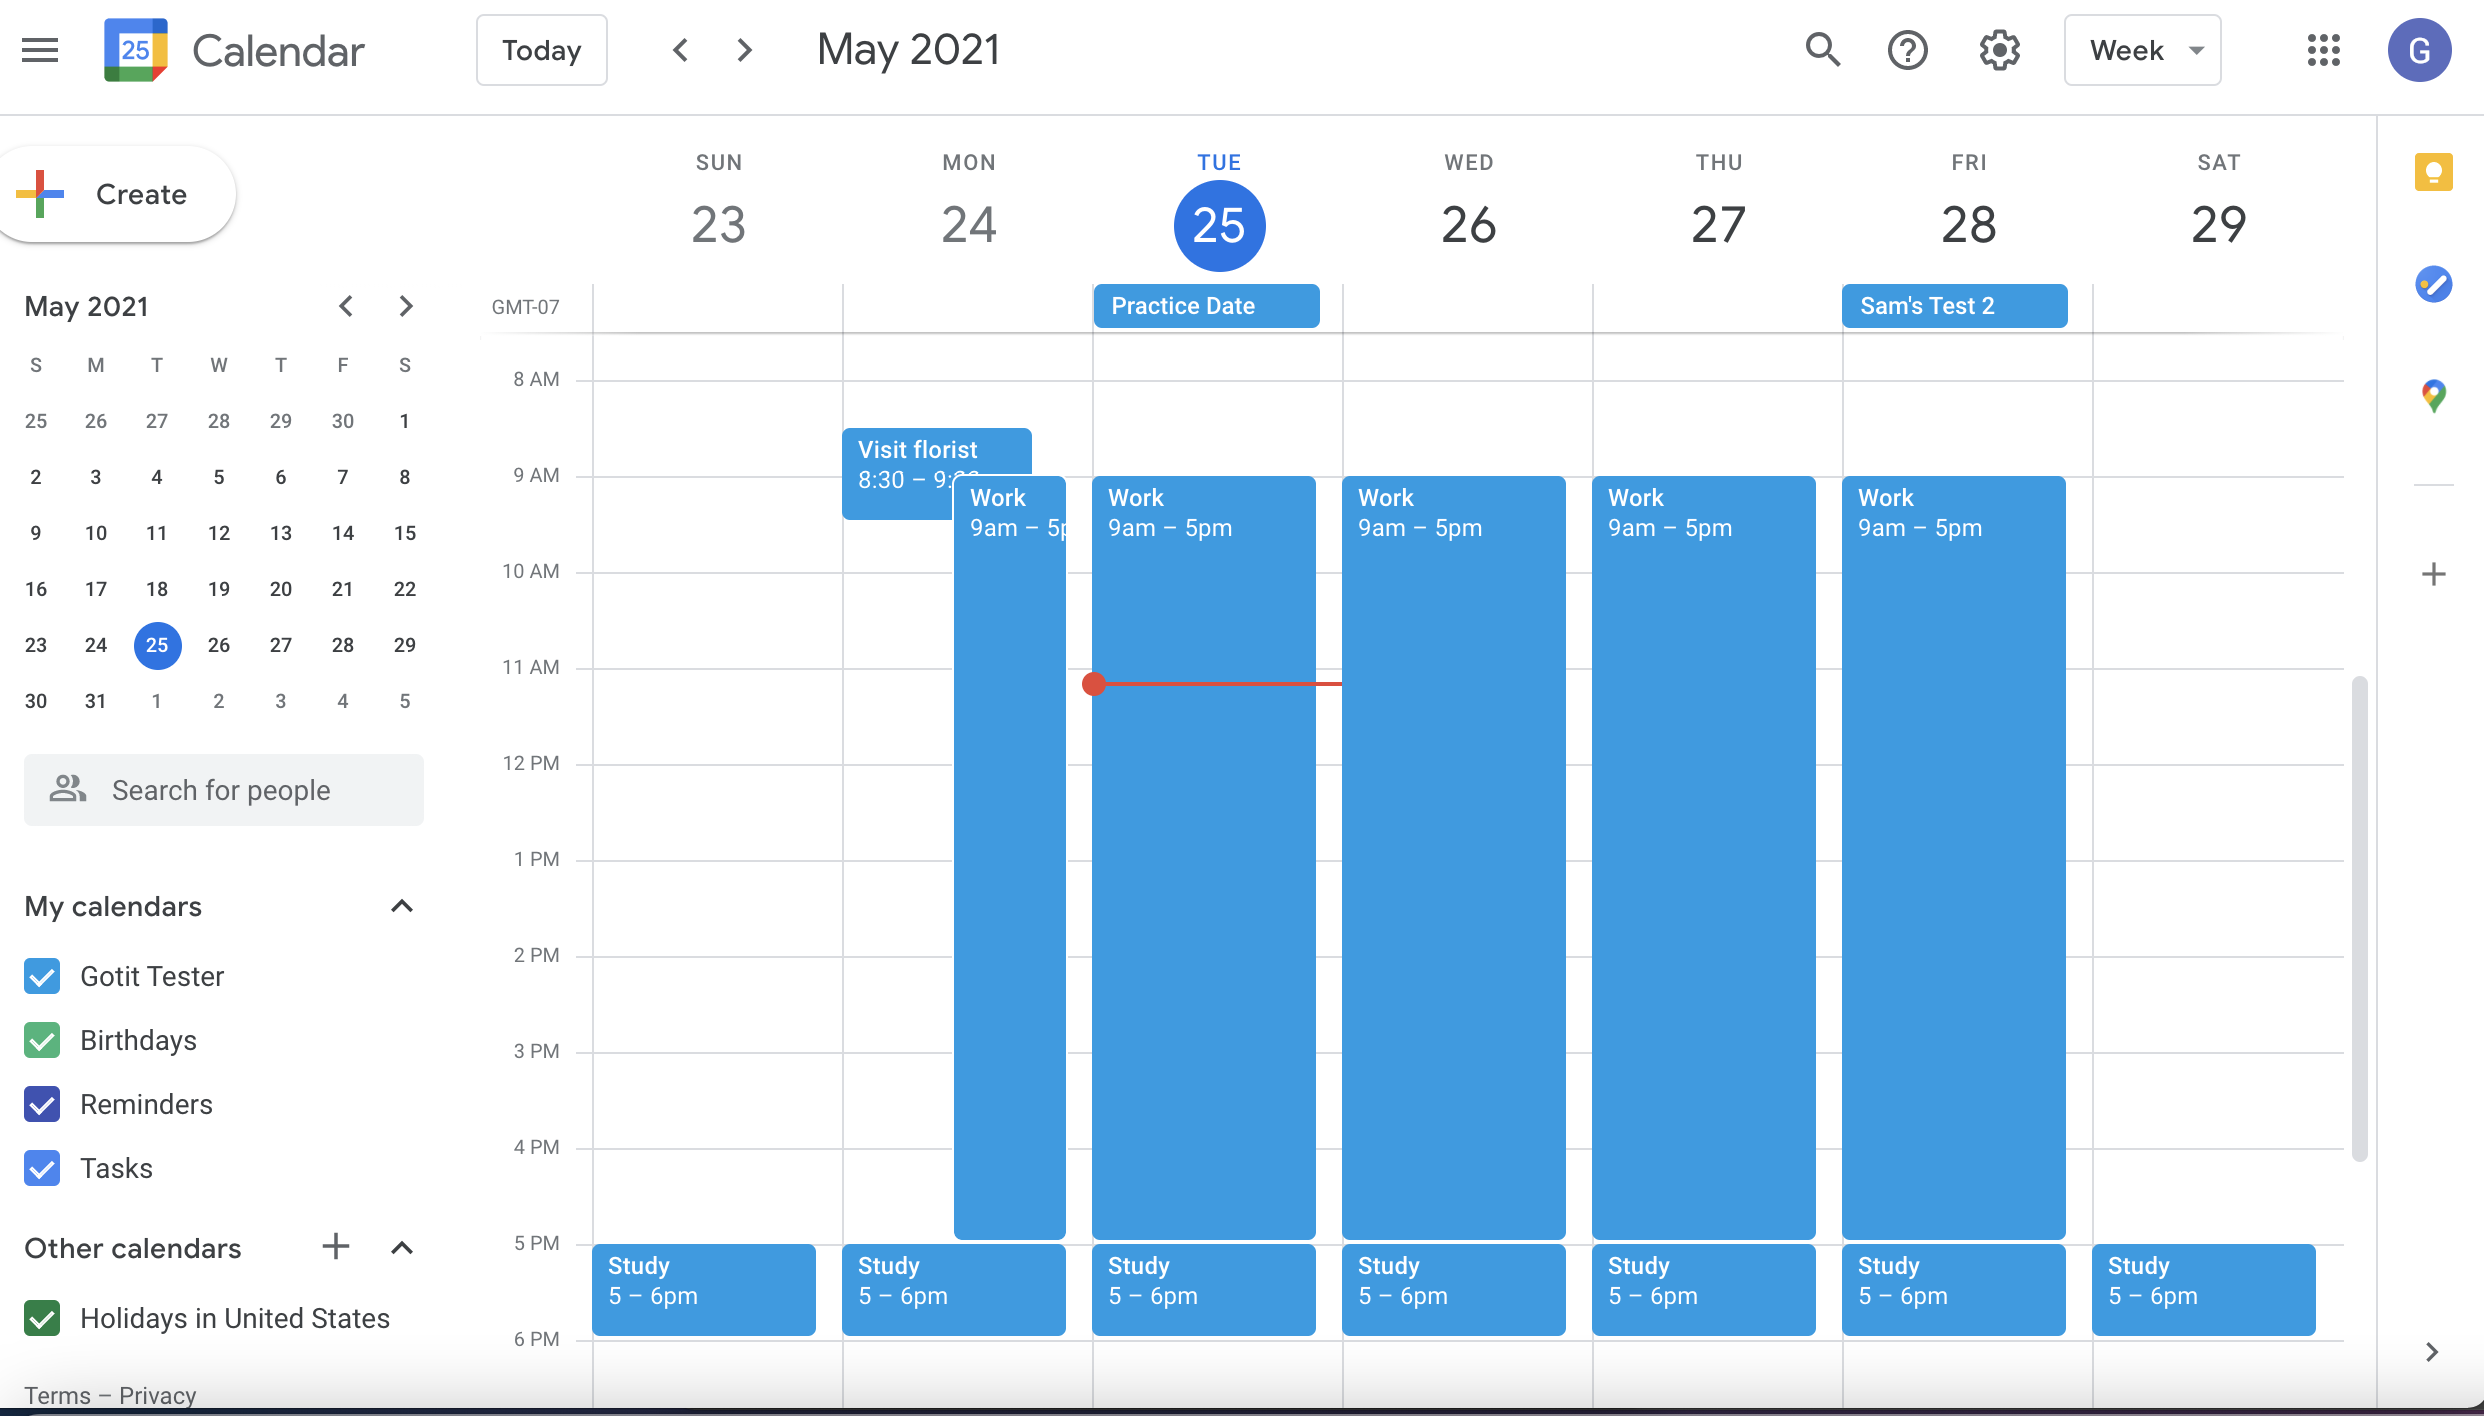 25 Calendar Today May 2021 Week G
Create
May 2021
S M T W T F S
25 26 27 28 29 30 1
2 3 4 5 6 7 8
9 10 11 12 13 14 15
16 17 18 19 20 21 22
23 24 25 26 27 28 29
30 31 1 2 3 4 5
Search for people
My calendars
Gotit Tester
Birthdays
Reminders
Tasks
Other calendars
Holidays in United States
Terms – Privacy
SUN MON TUE WED THU FRI SAT
23 24 25 26 27 28 29
GMT-07 Practice Date Sam's Test 2
8 AM
Visit florist
8:30 – 9:
9 AM
Work Work Work Work Work
9am – 5p 9am – 5pm 9am – 5pm 9am – 5pm 9am – 5pm
10 AM
11 AM
12 PM
1 PM
2 PM
3 PM
4 PM
5 PM
Study Study Study Study Study Study Study
5 – 6pm 5 – 6pm 5 – 6pm 5 – 6pm 5 – 6pm 5 – 6pm 5 – 6pm
6 PM